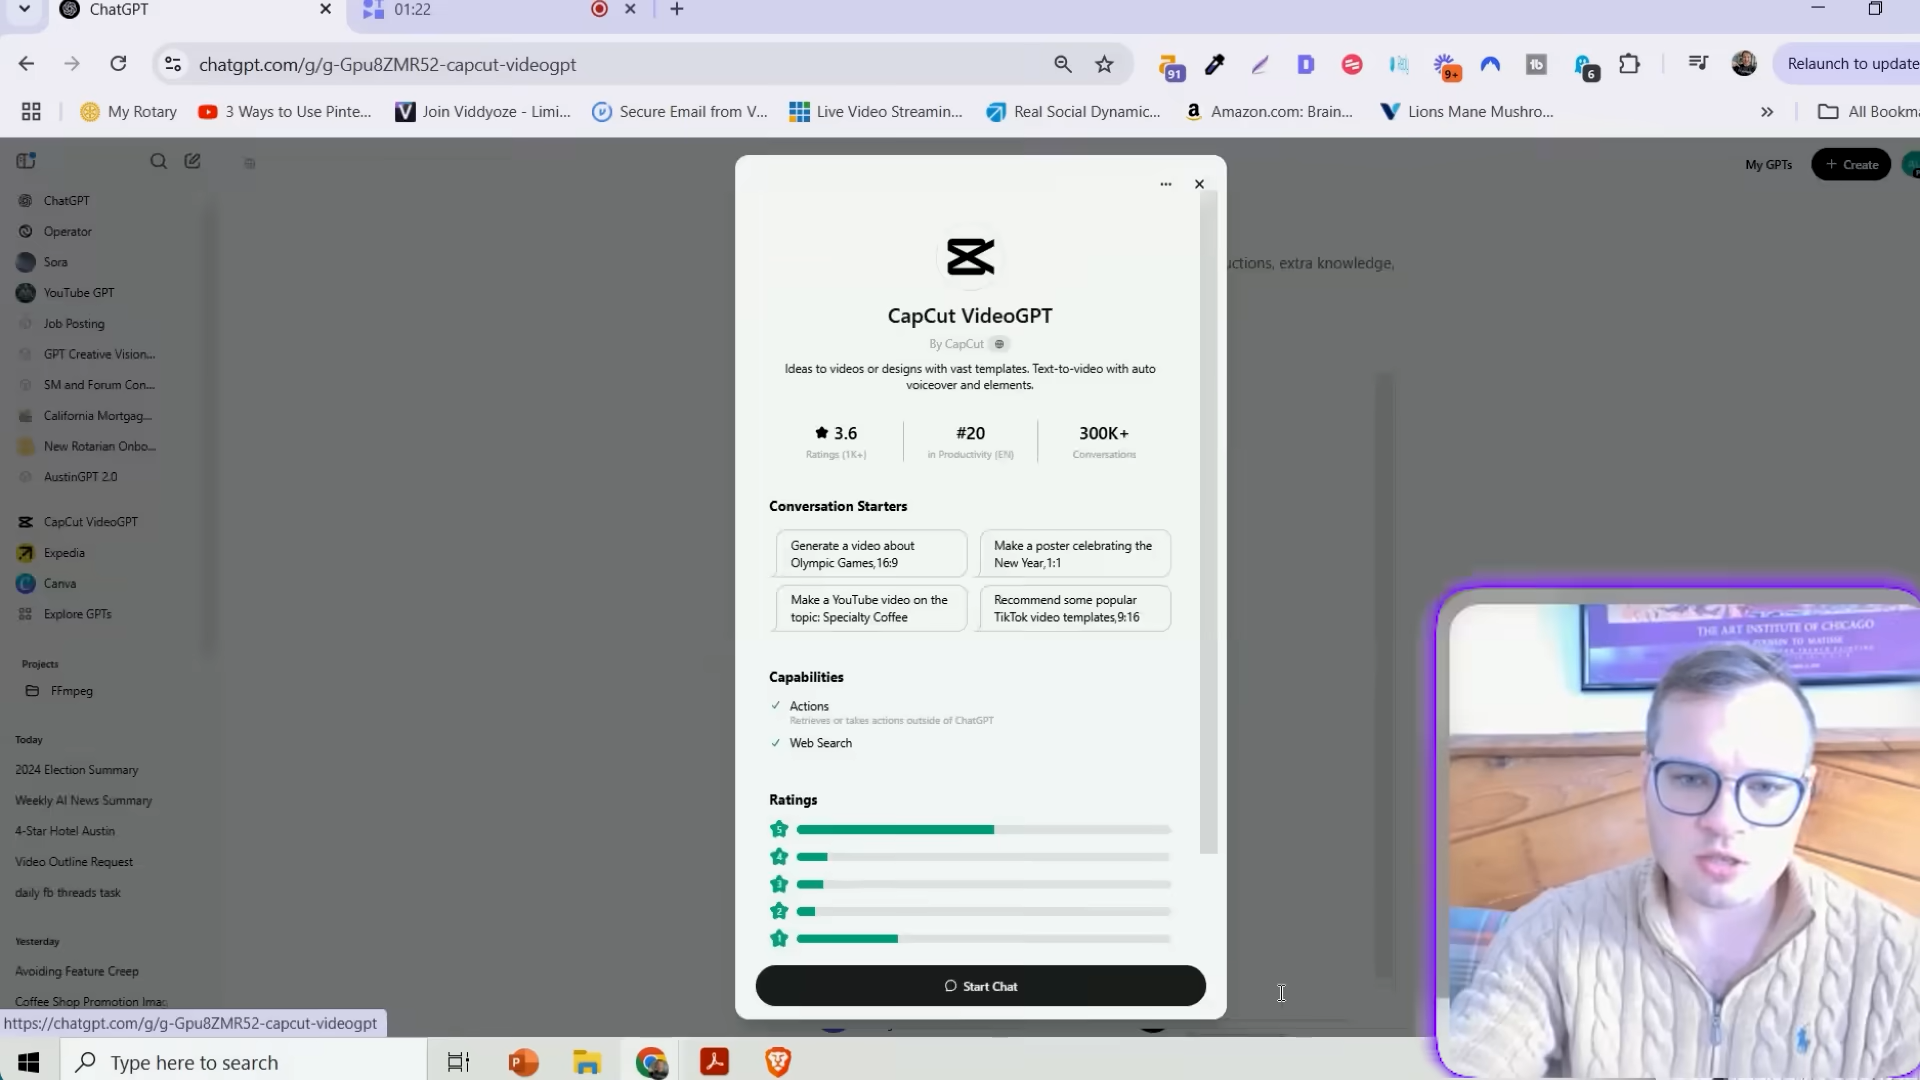 ChatGPT
01:22
chatgpt.com/g/g-Gpu8ZMR52-capcut-videogpt
91
9+
6
Relaunch to update
My Rotary
3 Ways to Use Pinte...
Join Viddyoze - Limi...
Secure Email from V...
Live Video Streamin...
Real Social Dynamic...
Amazon.com: Brain...
Lions Mane Mushro...
All Bookma
My GPTs
+ Create
ChatGPT
Operator
Sora
YouTube GPT
Job Posting
GPT Creative Vision...
SM and Forum Con...
California Mortgag...
New Rotarian Onbo...
AustinGPT 2.0
CapCut VideoGPT
Expedia
Canva
Explore GPTs
Projects
FFmpeg
Today
2024 Election Summary
Weekly AI News Summary
4-Star Hotel Austin
Video Outline Request
daily fb threads task
Yesterday
Avoiding Feature Creep
Coffee Shop Promotion Imag
https://chatgpt.com/g/g-Gpu8ZMR52-capcut-videogpt
uctions, extra knowledge,
CapCut VideoGPT
By CapCut
Ideas to videos or designs with vast templates. Text-to-video with auto
voiceover and elements.
3.6
Ratings (1K+)
#20
in Productivity (EN)
300K+
Conversations
Conversation Starters
Generate a video about
Olympic Games,16:9
Make a poster celebrating the
New Year,1:1
Make a YouTube video on the
topic: Specialty Coffee
Recommend some popular
TikTok video templates,9:16
Capabilities
Actions
Retrieves or takes actions outside of ChatGPT
Web Search
Ratings
5
4
3
2
1
Start Chat
THE ART INSTITUTE OF CHICAGO
Type here to search